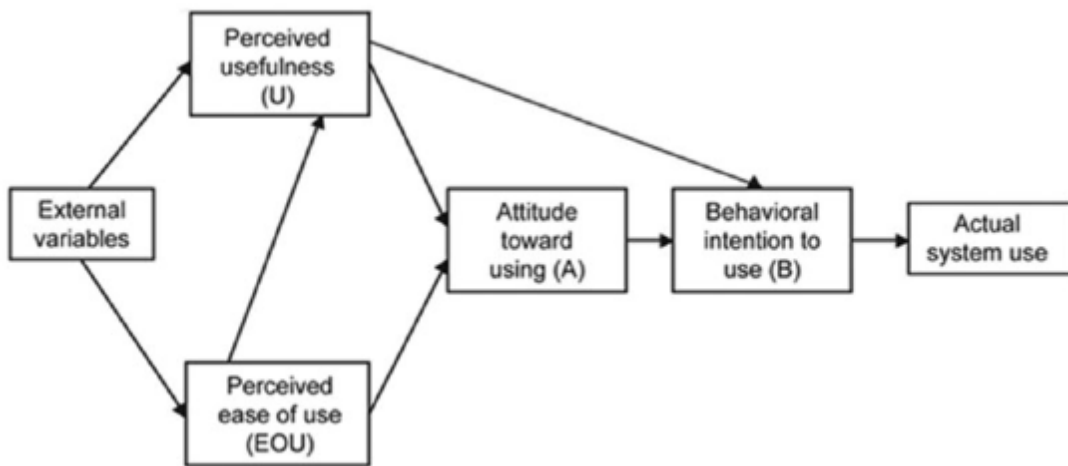 Perceived
usefulness
(U)
External
variables
Attitude
toward
using (A)
Behavioral
intention to
use (B)
Actual
system use
Perceived
ease of use
(EOU)